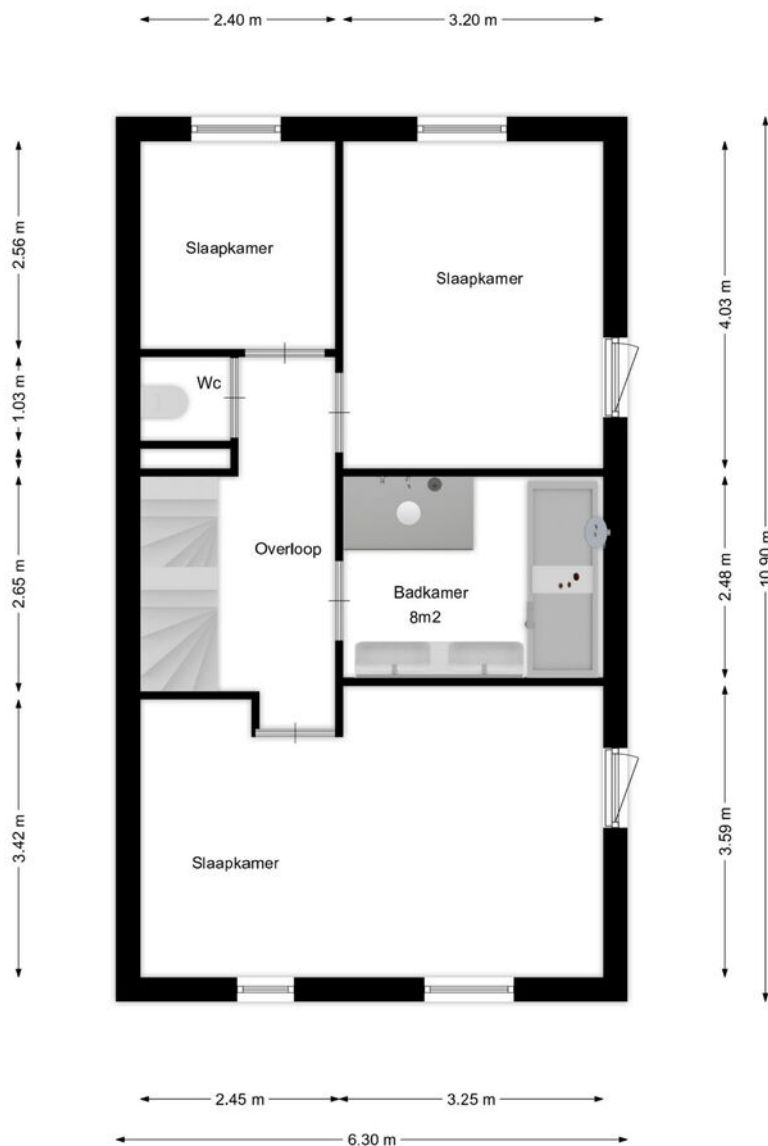 2.40 m
3.20 m
2.56 m
Slaapkamer
Slaapkamer
4.03 m
1.03 m
Wc
10.90 m
2.65 m
Overloop
Badkamer
8m2
2.48 m
3.42 m
Slaapkamer
3.59 m
2.45 m
3.25 m
6.30 m